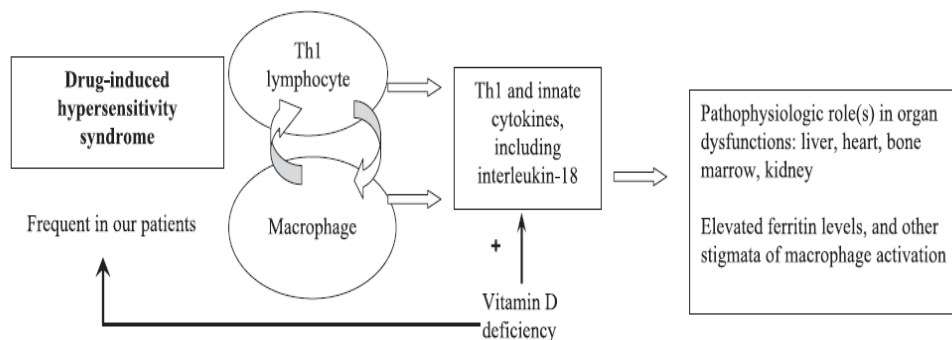 Drug-induced
hypersensitivity
syndrome
Frequent in our patients
Th1
lymphocyte
Macrophage
Th1 and innate
cytokines,
including
interleukin-18
+
Vitamin D
deficiency
Pathophysiologic role(s) in organ
dysfunctions: liver, heart, bone
marrow, kidney
Elevated ferritin levels, and other
stigmata of macrophage activation